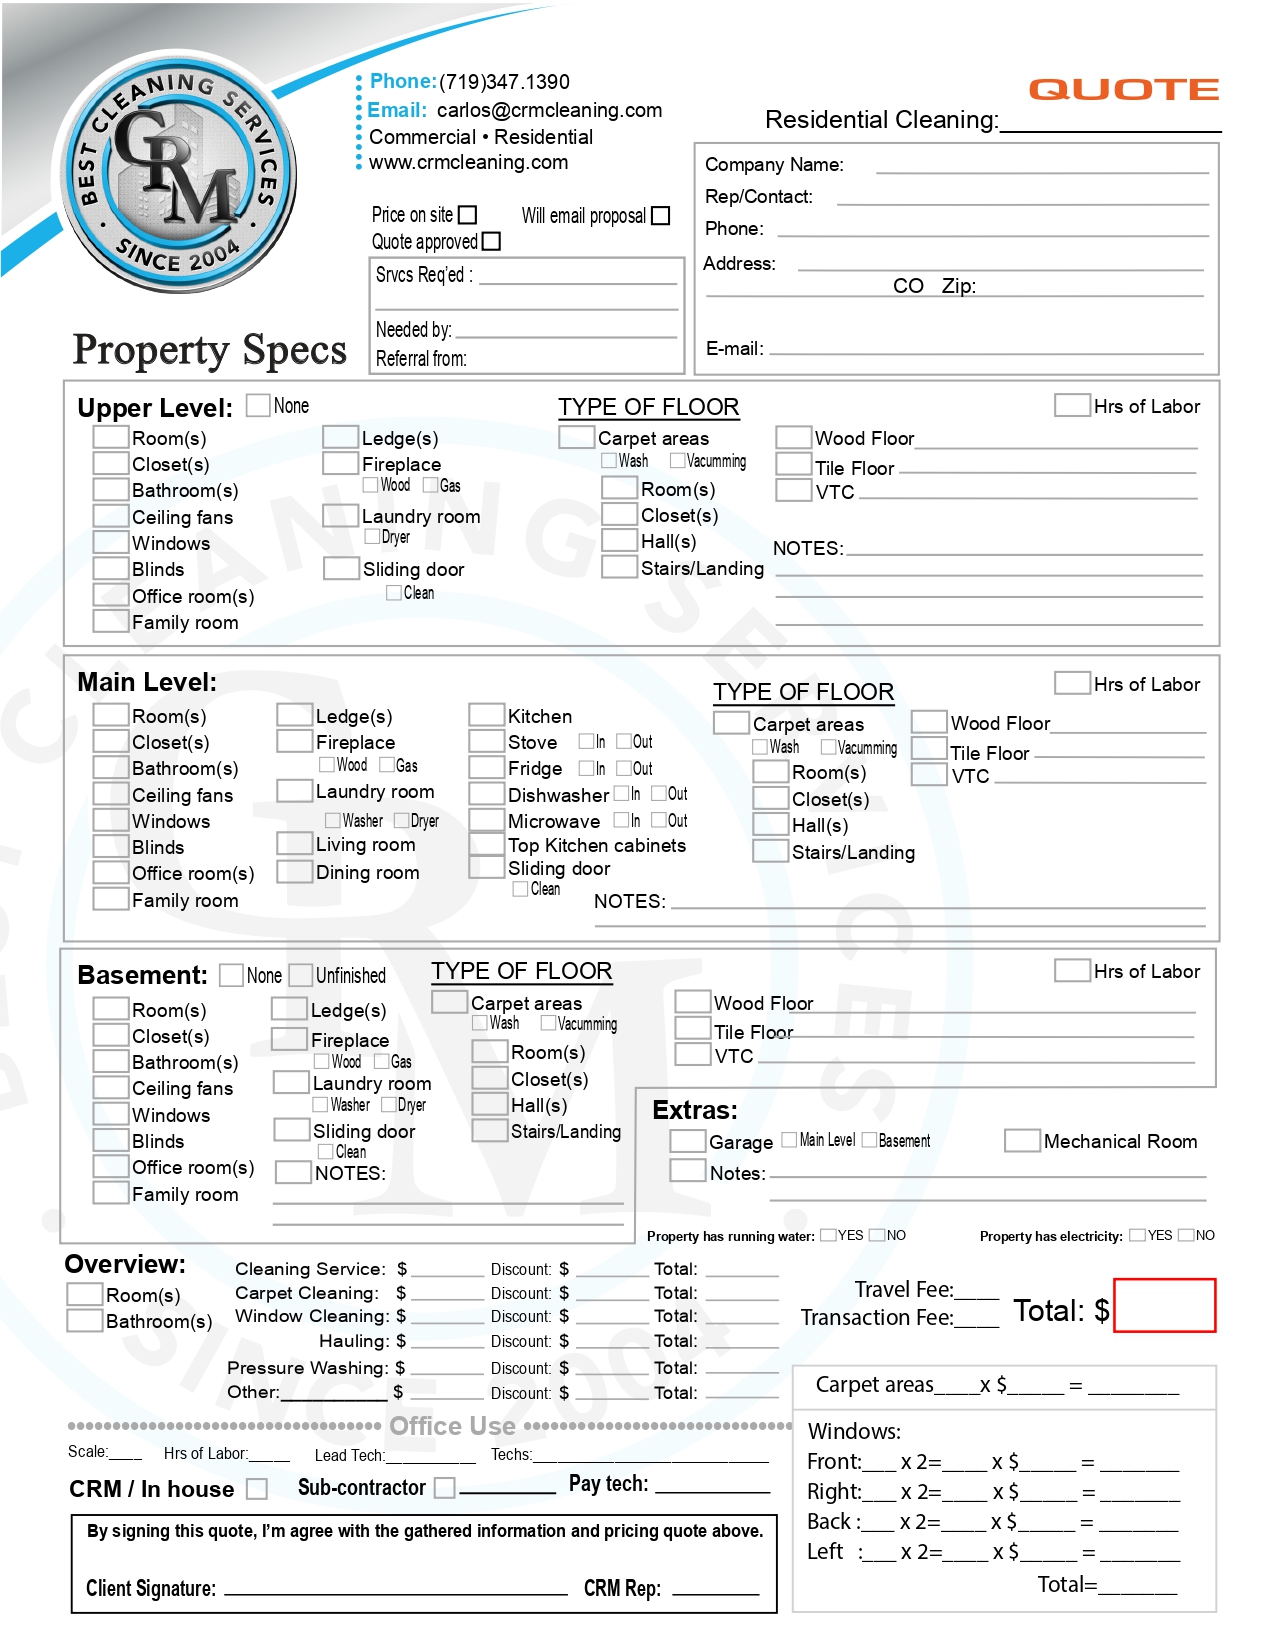 BEST CLEANING SERVICES
CRM
• SINCE 2004 •
Phone: (719)347.1390
Email: carlos@crmcleaning.com
Commercial • Residential
www.crmcleaning.com
QUOTE
Residential Cleaning:
Price on site
Will email proposal
Quote approved
Srvcs Req'ed :
Needed by:
Referral from:
Company Name:
Rep/Contact:
Phone:
Address:
CO Zip:
E-mail:
Property Specs
Upper Level: None
Room(s)
Closet(s)
Bathroom(s)
Ceiling fans
Windows
Blinds
Office room(s)
Family room
Ledge(s)
Fireplace
Wood Gas
Laundry room
Dryer
Sliding door
Clean
TYPE OF FLOOR
Carpet areas
Wash Vacumming
Room(s)
Closet(s)
Hall(s)
Stairs/Landing
Hrs of Labor
Wood Floor
Tile Floor
VTC
NOTES:
Main Level:
Room(s)
Closet(s)
Bathroom(s)
Ceiling fans
Windows
Blinds
Office room(s)
Family room
Ledge(s)
Fireplace
Wood Gas
Laundry room
Washer Dryer
Living room
Dining room
Kitchen
Stove In Out
Fridge In Out
Dishwasher In Out
Microwave In Out
Top Kitchen cabinets
Sliding door
Clean
TYPE OF FLOOR
Carpet areas
Wash Vacumming
Room(s)
Closet(s)
Hall(s)
Stairs/Landing
Hrs of Labor
Wood Floor
Tile Floor
VTC
NOTES:
Basement: None Unfinished
Room(s)
Closet(s)
Bathroom(s)
Ceiling fans
Windows
Blinds
Office room(s)
Family room
Ledge(s)
Fireplace
Wood Gas
Laundry room
Washer Dryer
Sliding door
Clean
NOTES:
TYPE OF FLOOR
Carpet areas
Wash Vacumming
Room(s)
Closet(s)
Hall(s)
Stairs/Landing
Hrs of Labor
Wood Floor
Tile Floor
VTC
Extras:
Garage Main Level Basement Mechanical Room
Notes:
Property has running water: YES NO Property has electricity: YES NO
Overview:
Room(s)
Bathroom(s)
Cleaning Service: $ Discount: $ Total:
Carpet Cleaning: $ Discount: $ Total:
Window Cleaning: $ Discount: $ Total:
Hauling: $ Discount: $ Total:
Pressure Washing: $ Discount: $ Total:
Other:__________ $ Discount: $ Total:
Travel Fee:____
Transaction Fee:____
Total: $
Office Use
Scale:____ Hrs of Labor:_____ Lead Tech:___________ Techs:____________________________
CRM / In house Sub-contractor Pay tech:
By signing this quote, I'm agree with the gathered information and pricing quote above.
Client Signature: CRM Rep:
Carpet areas____x $_____ = ________
Windows:
Front:___ x 2=____ x $_____ = _______
Right:___ x 2=____ x $_____ = _______
Back :___ x 2=____ x $_____ = _______
Left :___ x 2=____ x $_____ = _______
Total=_______